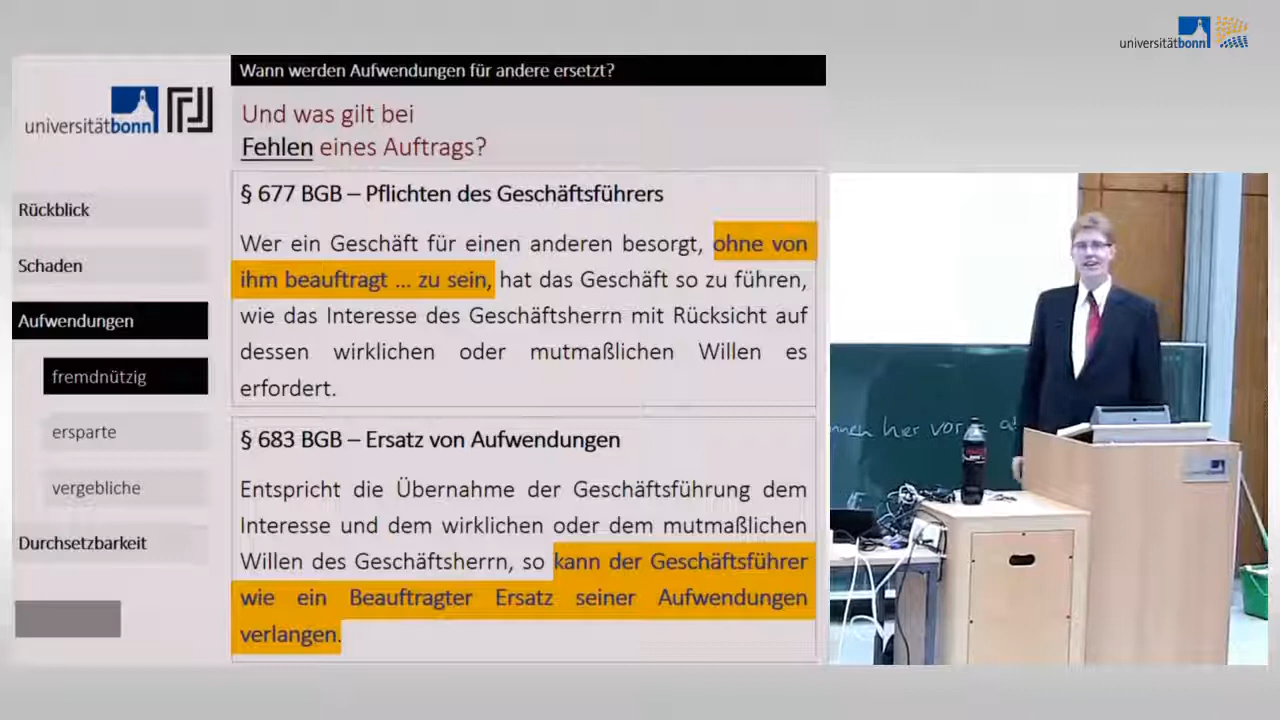 universitätbonn
Wann werden Aufwendungen für andere ersetzt?
universitätbonn
Und was gilt bei
Fehlen eines Auftrags?
§ 677 BGB – Pflichten des Geschäftsführers
Wer ein Geschäft für einen anderen besorgt, ohne von
ihm beauftragt ... zu sein, hat das Geschäft so zu führen,
wie das Interesse des Geschäftsherrn mit Rücksicht auf
dessen wirklichen oder mutmaßlichen Willen es
erfordert.
§ 683 BGB – Ersatz von Aufwendungen
Entspricht die Übernahme der Geschäftsführung dem
Interesse und dem wirklichen oder dem mutmaßlichen
Willen des Geschäftsherrn, so kann der Geschäftsführer
wie ein Beauftragter Ersatz seiner Aufwendungen
verlangen.
Rückblick
Schaden
Aufwendungen
fremdnützig
ersparte
vergebliche
Durchsetzbarkeit
hier